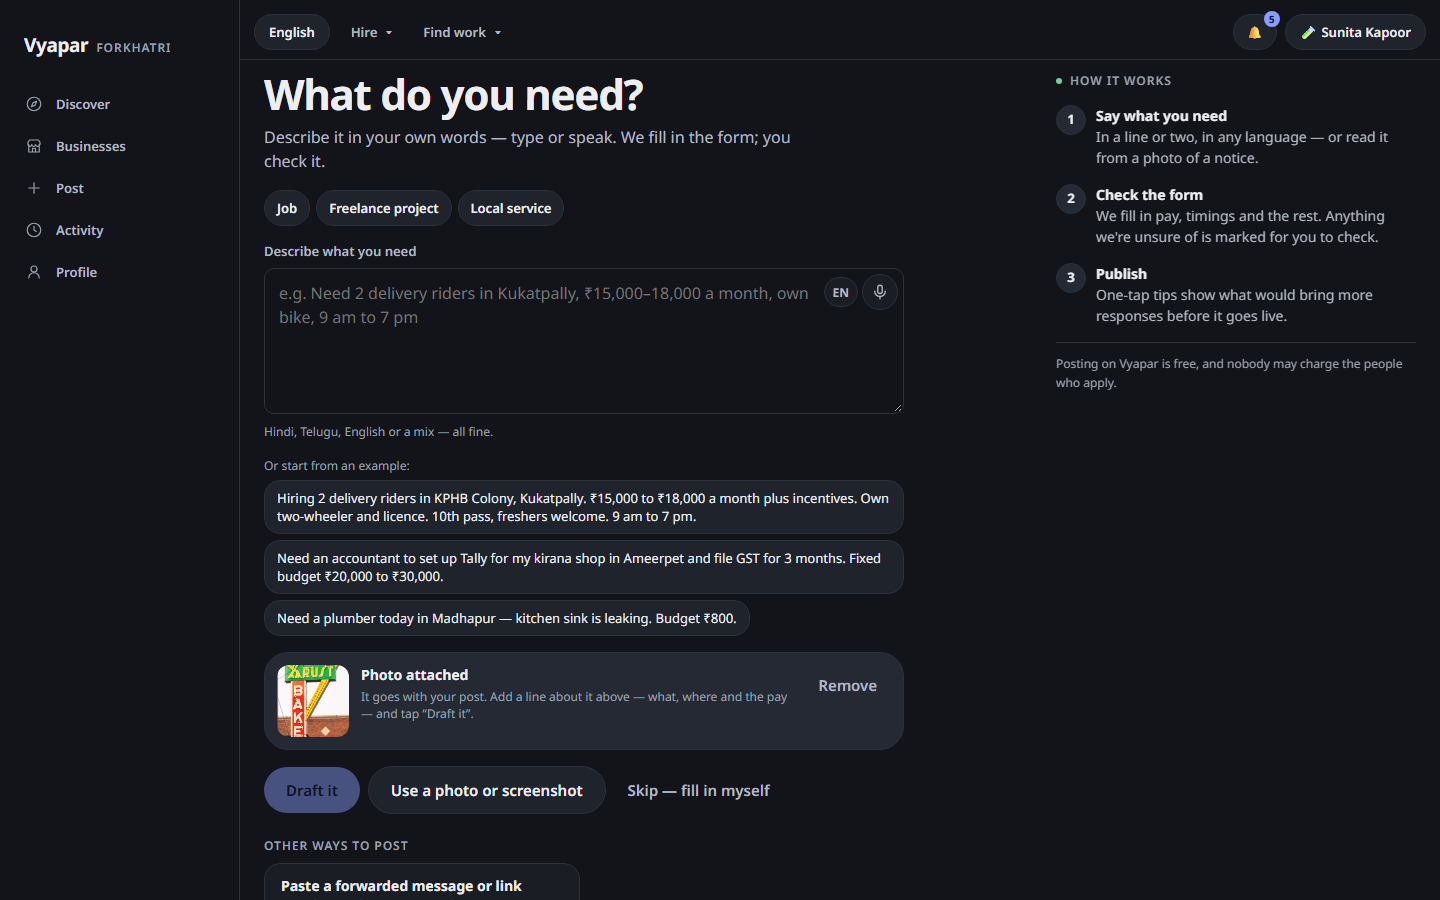 Vyapar FORKHATRI
Discover
Businesses
Post
Activity
Profile
English
Hire
Find work
5
Sunita Kapoor
What do you need?
Describe it in your own words — type or speak. We fill in the form; you
check it.
Job
Freelance project
Local service
Describe what you need
e.g. Need 2 delivery riders in Kukatpally, ₹15,000–18,000 a month, own
bike, 9 am to 7 pm
EN
Hindi, Telugu, English or a mix — all fine.
Or start from an example:
Hiring 2 delivery riders in KPHB Colony, Kukatpally. ₹15,000 to ₹18,000 a month plus incentives. Own
two-wheeler and licence. 10th pass, freshers welcome. 9 am to 7 pm.
Need an accountant to set up Tally for my kirana shop in Ameerpet and file GST for 3 months. Fixed
budget ₹20,000 to ₹30,000.
Need a plumber today in Madhapur — kitchen sink is leaking. Budget ₹800.
RUST
BAKE
Photo attached
It goes with your post. Add a line about it above — what, where and the pay
— and tap “Draft it”.
Remove
Draft it
Use a photo or screenshot
Skip — fill in myself
OTHER WAYS TO POST
Paste a forwarded message or link
HOW IT WORKS
1
Say what you need
In a line or two, in any language — or read it
from a photo of a notice.
2
Check the form
We fill in pay, timings and the rest. Anything
we're unsure of is marked for you to check.
3
Publish
One-tap tips show what would bring more
responses before it goes live.
Posting on Vyapar is free, and nobody may charge the people
who apply.